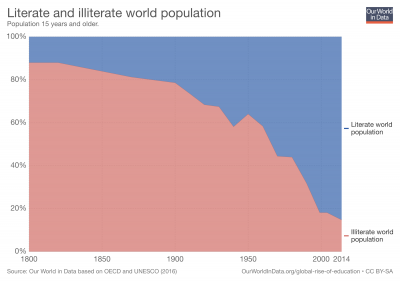 Literate and illiterate world population
Population 15 years and older.
Our World
in Data
100%
80%
60%
40%
20%
0%
Literate world
population
Illiterate world
population
1800
1850
1900
1950
2000
2014
Source: Our World in Data based on OECD and UNESCO (2016)
OurWorldInData.org/global-rise-of-education • CC BY-SA